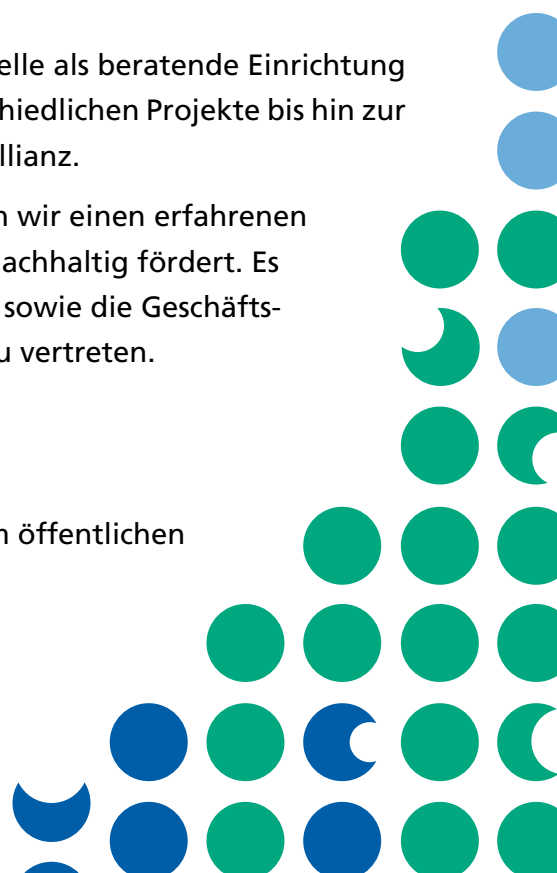 elle als beratende Einrichtung
hiedlichen Projekte bis hin zur
llianz.
n wir einen erfahrenen
achhaltig fördert. Es
sowie die Geschäfts-
u vertreten.
n öffentlichen